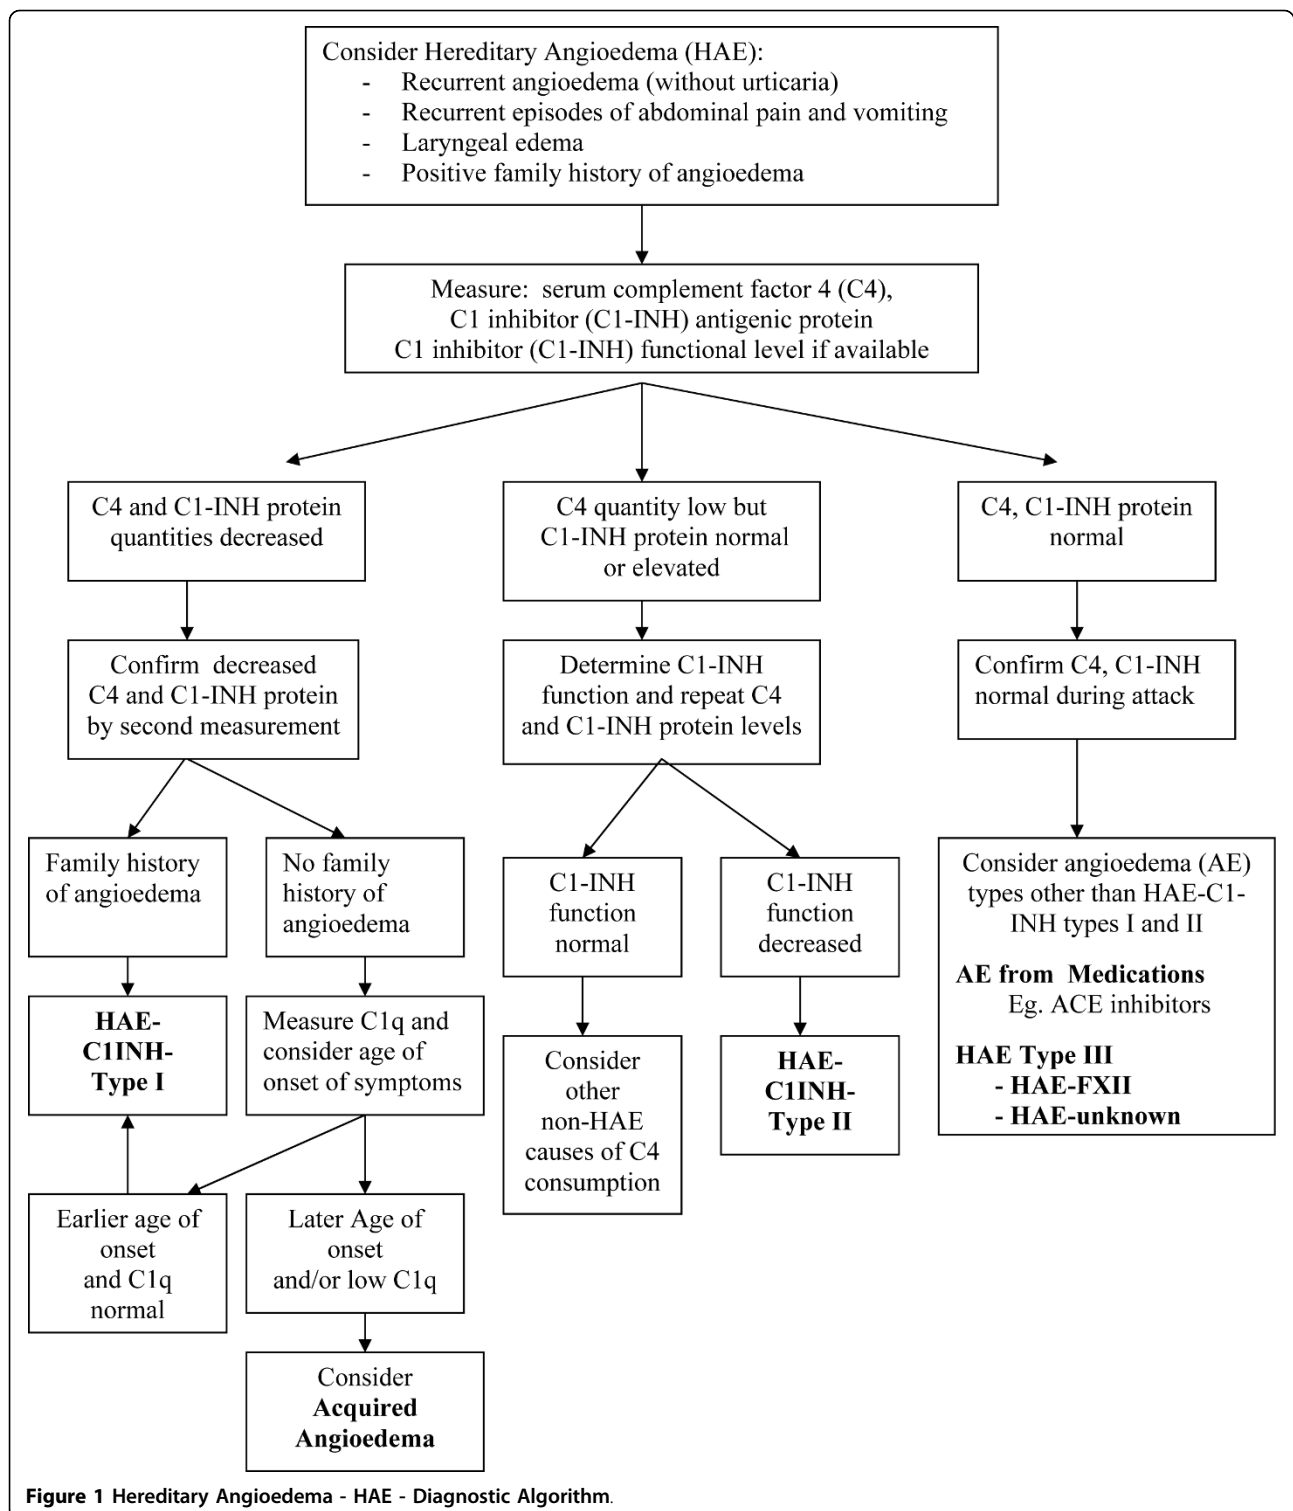 Consider Hereditary Angioedema (HAE):
- Recurrent angioedema (without urticaria)
- Recurrent episodes of abdominal pain and vomiting
- Laryngeal edema
- Positive family history of angioedema
Measure: serum complement factor 4 (C4),
C1 inhibitor (C1-INH) antigenic protein
C1 inhibitor (C1-INH) functional level if available
C4 and C1-INH protein
quantities decreased
C4 quantity low but
C1-INH protein normal
or elevated
C4, C1-INH protein
normal
Confirm decreased
C4 and C1-INH protein
by second measurement
Determine C1-INH
function and repeat C4
and C1-INH protein levels
Confirm C4, C1-INH
normal during attack
Family history
of angioedema
No family
history of
angioedema
C1-INH
function
normal
C1-INH
function
decreased
Consider angioedema (AE)
types other than HAE-C1-
INH types I and II
AE from Medications
Eg. ACE inhibitors
HAE Type III
- HAE-FXII
- HAE-unknown
HAE-
C1INH-
Type I
Measure C1q and
consider age of
onset of symptoms
Consider
other
non-HAE
causes of C4
consumption
HAE-
C1INH-
Type II
Earlier age of
onset
and C1q
normal
Later Age of
onset
and/or low C1q
Consider
Acquired
Angioedema
Figure 1 Hereditary Angioedema - HAE - Diagnostic Algorithm.